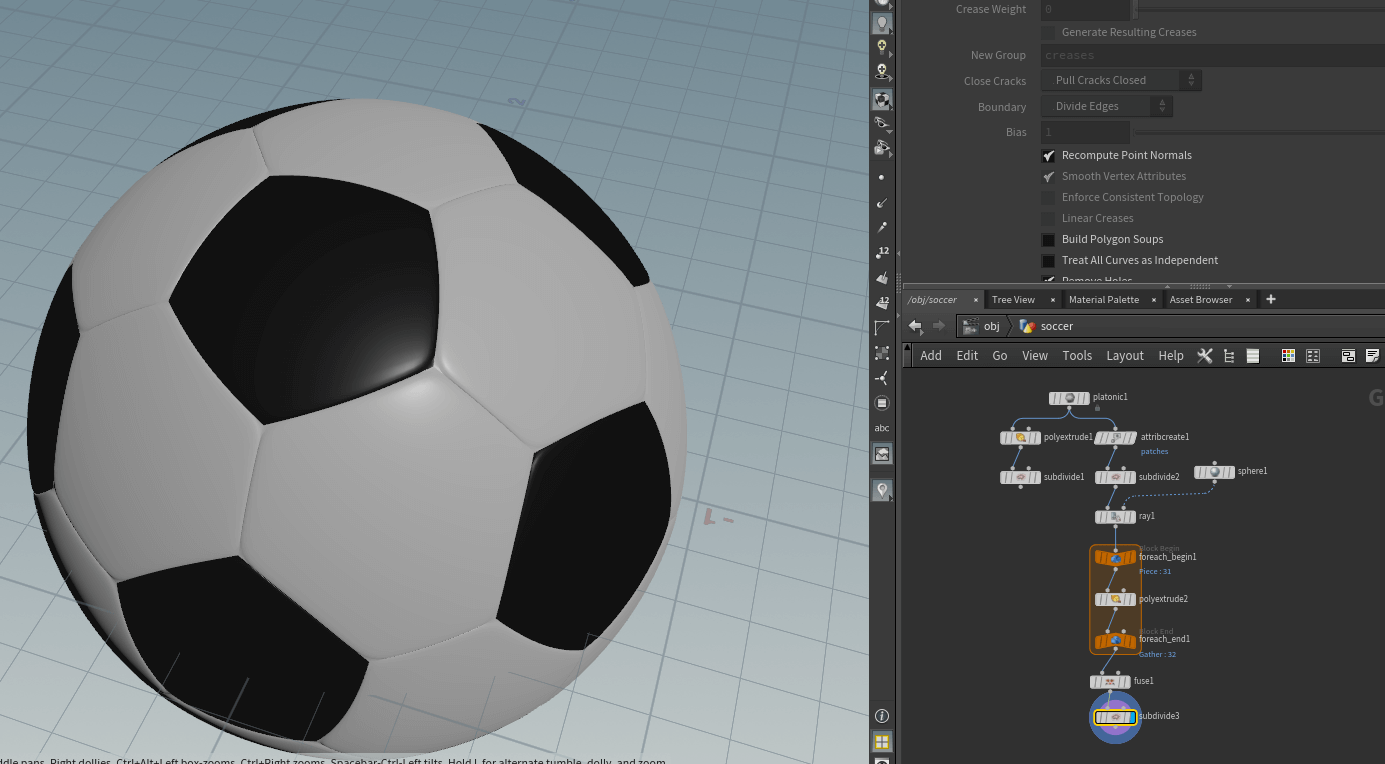 Crease Weight 0
Generate Resulting Creases
New Group creases
Close Cracks Pull Cracks Closed
Boundary Divide Edges
Bias 1
Recompute Point Normals
Smooth Vertex Attributes
Enforce Consistent Topology
Linear Creases
Build Polygon Soups
Treat All Curves as Independent
Remove Holes
/obj/soccer × Tree View × Material Palette × Asset Browser × +
obj soccer
Add Edit Go View Tools Layout Help
G
platonic1
polyextrude1 attribcreate1
patches
subdivide1 subdivide2 sphere1
ray1
Block Begin
foreach_begin1
Piece : 31
polyextrude2
Block End
foreach_end1
Gather : 32
fuse1
subdivide3
2
12
12
abc
ddle pans. Right dollies. Ctrl+Alt+Left box-zooms. Ctrl+Right zooms. Spacebar-Ctrl-Left tilts. Hold L for alternate tumble, dolly, and zoom.